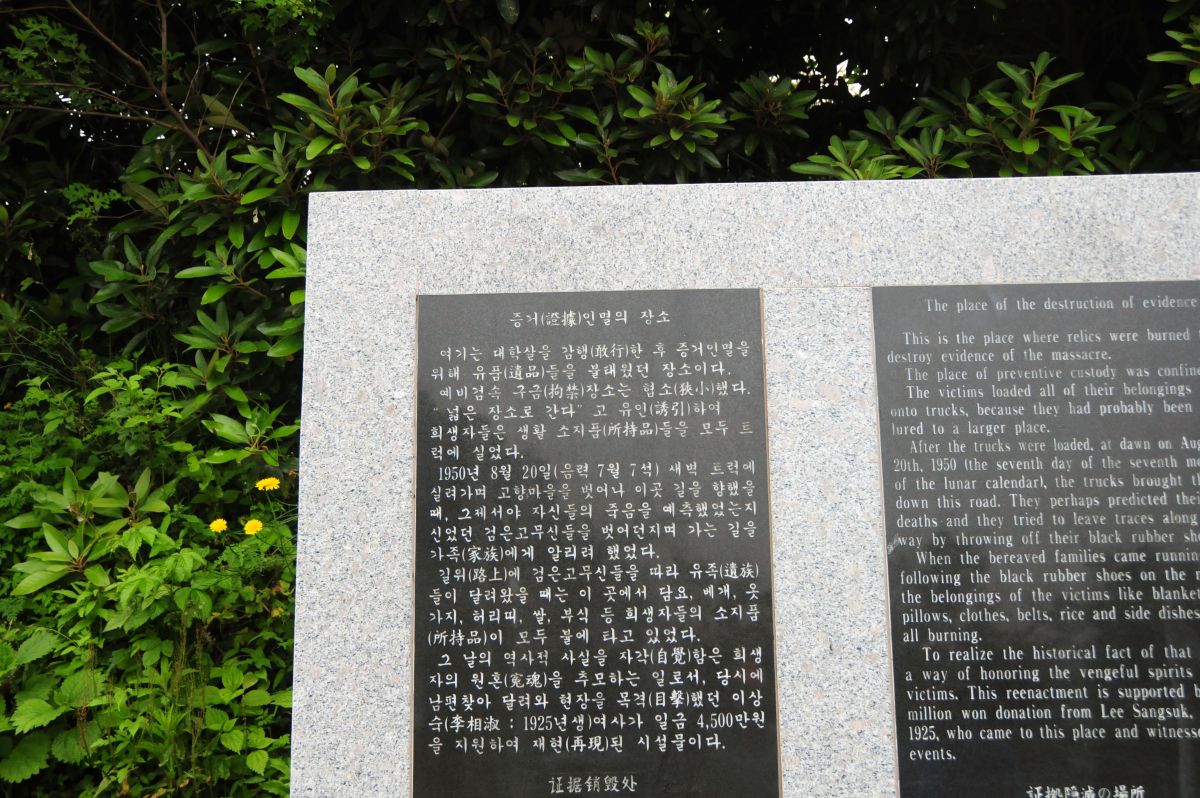 증거(證據)인멸의 장소
여기는 대학살을 감행(敢行)한 후 증거인멸을
위해 유품(遺品)들을 불태웠던 장소이다.
예비검속 구금(拘禁)장소는 협소(狹小)했다.
"넓은 장소로 간다" 고 유인(誘引)하여
희생자들은 생활 소지품(所持品)들을 모두 트
럭에 실었다.
1950년 8월 20일(음력 7월 7석) 새벽 트럭에
실려가며 고향마을을 벗어나 이곳 길을 향했을
때, 그제서야 자신들의 죽음을 예측했었는지
신었던 검은고무신들을 벗어던지며 가는 길을
가족(家族)에게 알리려 했었다.
길위(路上)에 검은고무신들을 따라 유족(遺族)
들이 달려왔을 때는 이 곳에서 담요, 베개, 옷
가지, 허리띠, 쌀, 부식 등 희생자들의 소지품
(所持品)이 모두 불에 타고 있었다.
그 날의 역사적 사실을 자각(自覺)함은 희생
자의 원혼(冤魂)을 추모하는 일로서, 당시에
남편찾아 달려와 현장을 목격(目擊)했던 이상
숙(李相淑 : 1925년생)여사가 일금 4,500만원
을 지원하여 재현(再現)된 시설물이다.
证据销毁处
The place of the destruction of evidence
This is the place where relics were burned
destroy evidence of the massacre.
The place of preventive custody was
The victims loaded all of their belongings
onto trucks, because they had probably been
lured to a larger place.
After the trucks were loaded, at dawn on
20th, 1950 (the seventh day of the seventh
of the lunar calendar), the trucks brought
down this road. They perhaps predicted
deaths and they tried to leave traces along
way by throwing off their black rubber
When the bereaved families came
following the black rubber shoes on the
the belongings of the victims like
pillows, clothes, belts, rice and side dishes
all burning.
To realize the historical fact of that
a way of honoring the vengeful spirits
victims. This reenactment is supported
million won donation from Lee Sangsuk,
1925, who came to this place and
events.
証拠隠滅の場所